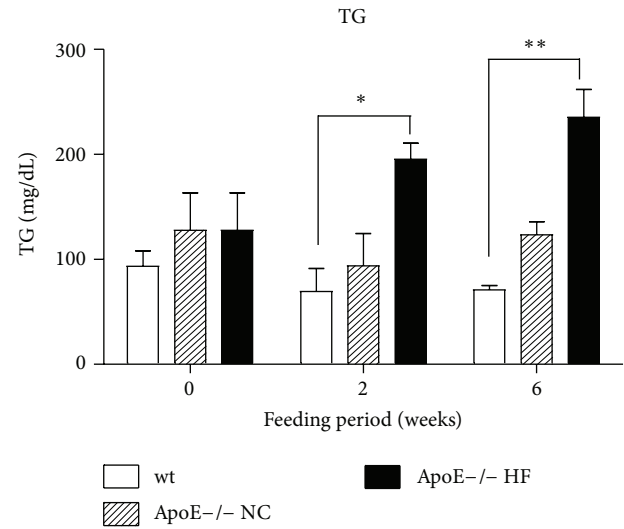 TG
300
**
*
200
TG (mg/dL)
100
0
0 2 6
Feeding period (weeks)
wt ApoE−/− HF
ApoE−/− NC